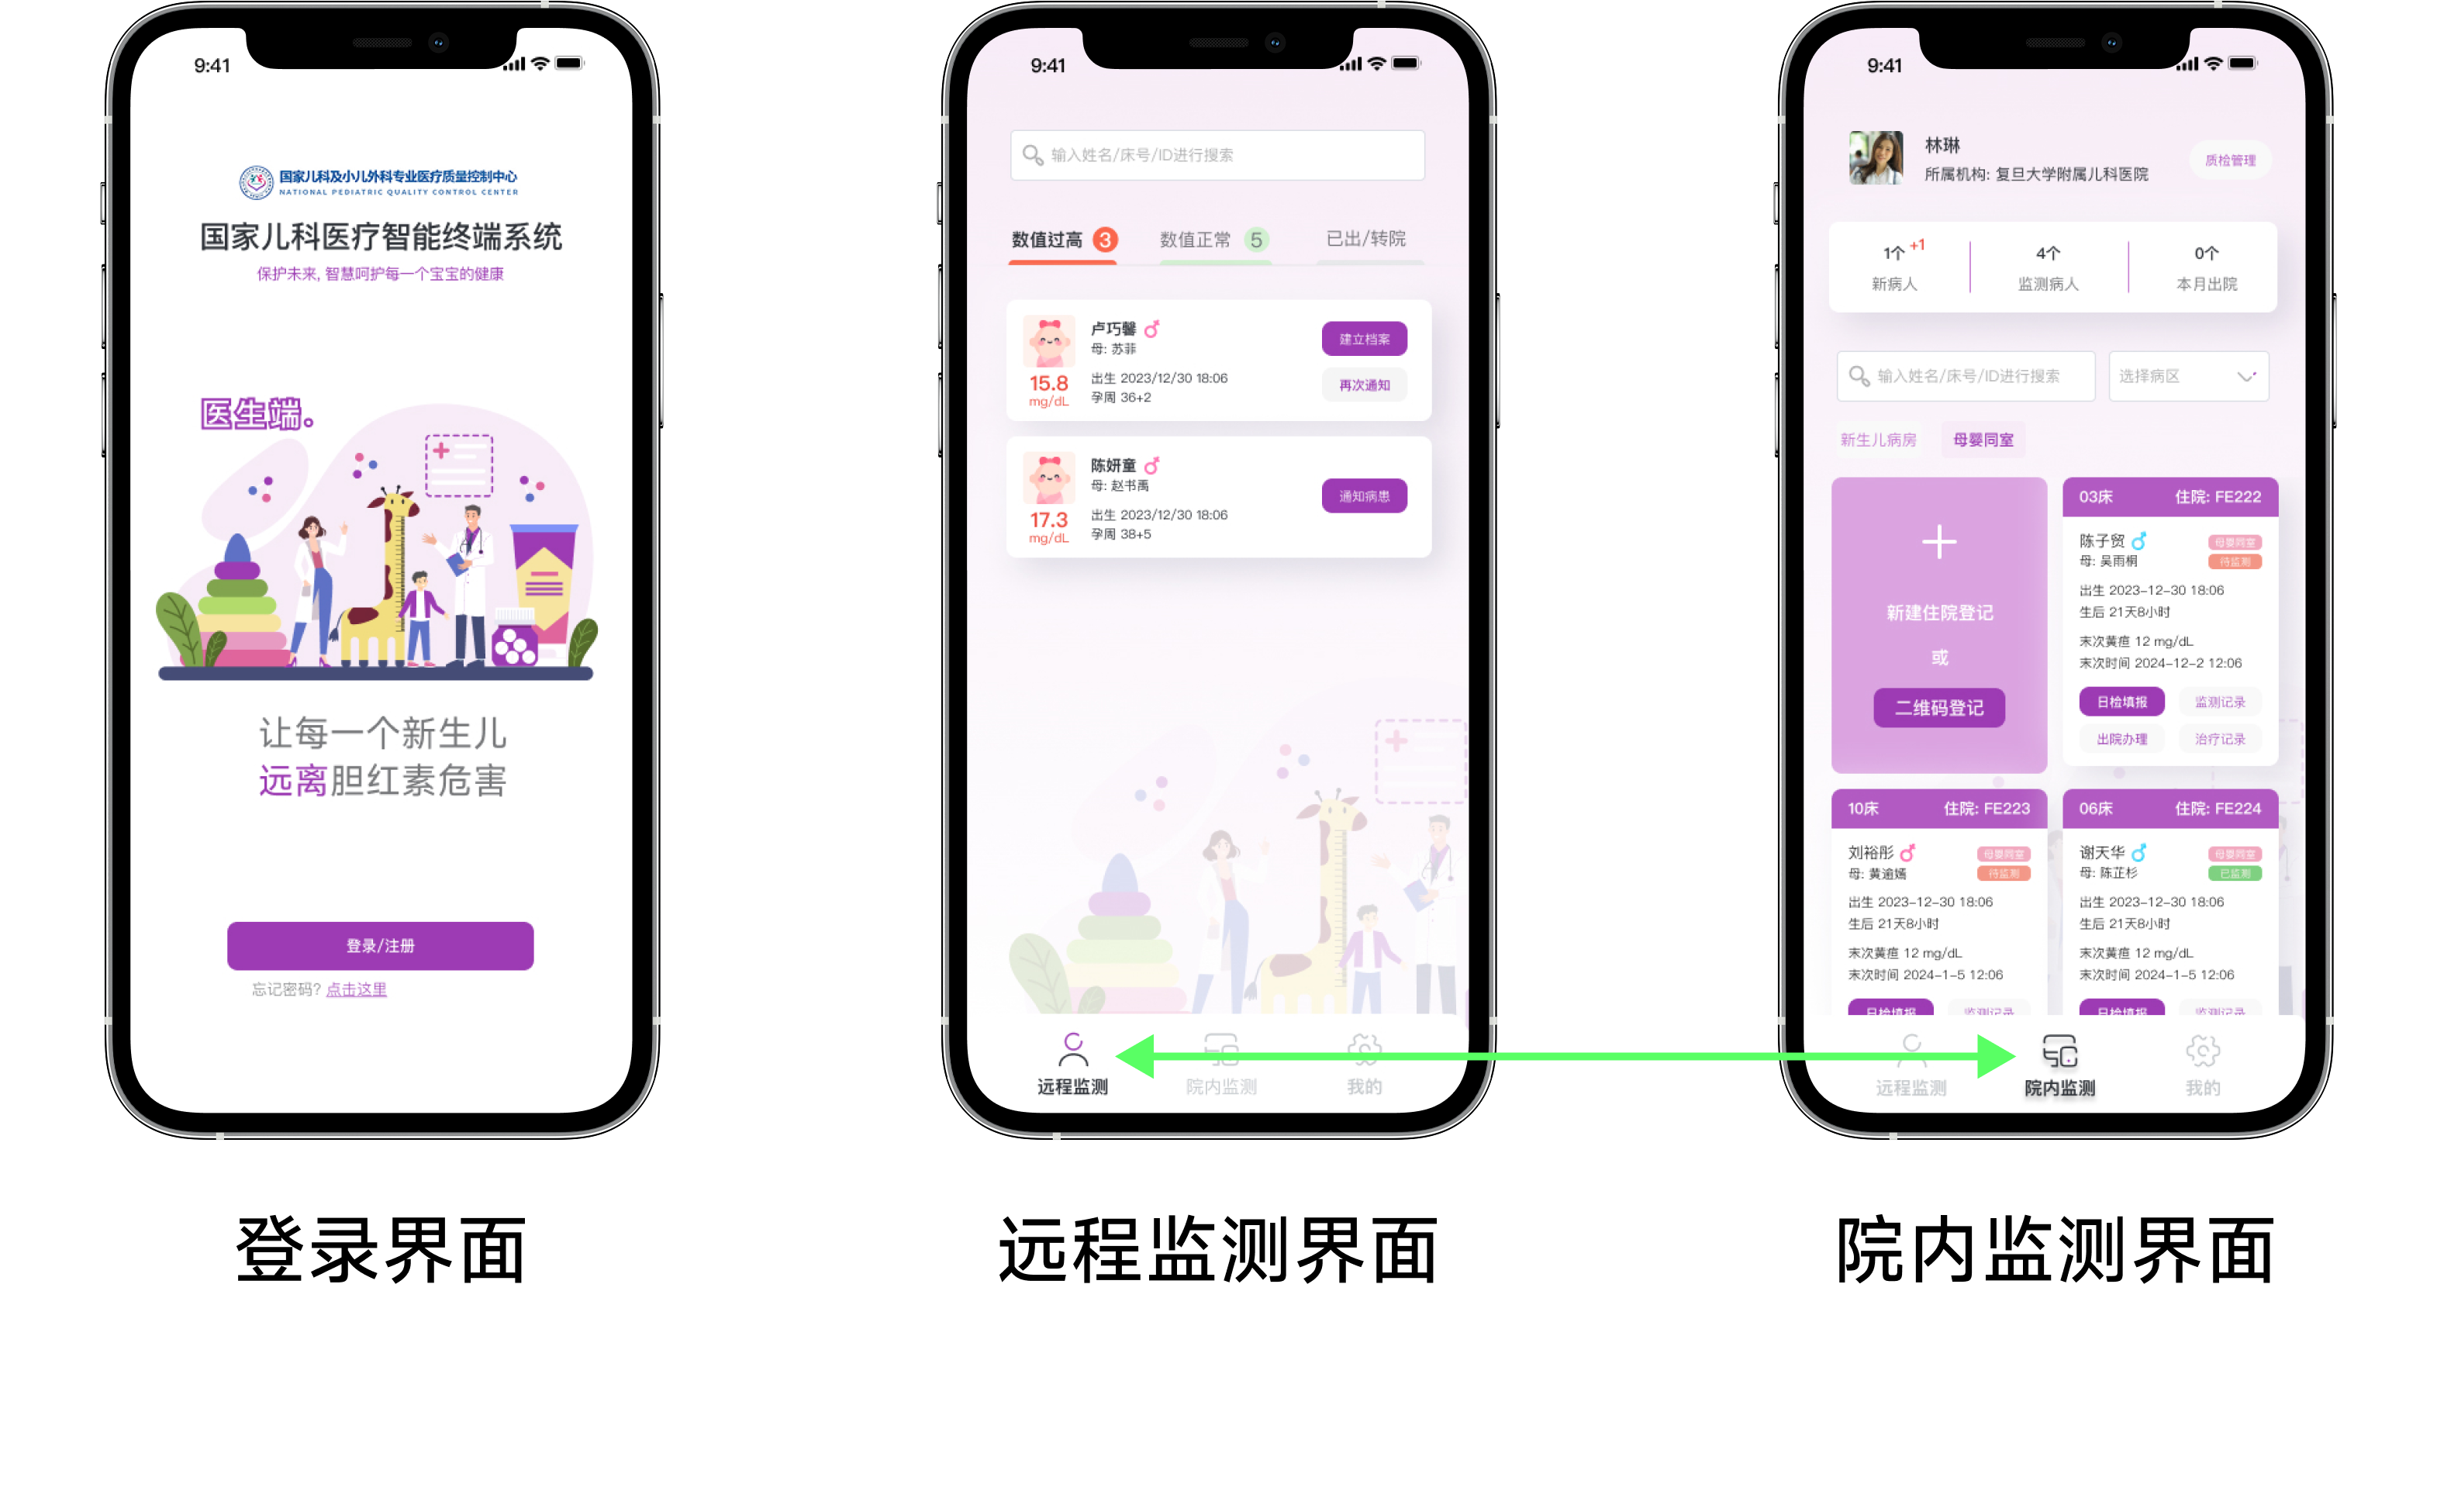 9:41
国家儿科及小儿外科专业医疗质量控制中心
NATIONAL PEDIATRIC QUALITY CONTROL CENTER
国家儿科医疗智能终端系统
保护未来, 智慧呵护每一个宝宝的健康
医生端.
让每一个新生儿
远离胆红素危害
登录/注册
忘记密码? 点击这里
登录界面
9:41
输入姓名/床号/ID进行搜索
数值过高 3 数值正常 5 已出/转院
卢巧馨
母: 苏菲
建立档案
15.8
mg/dL
出生 2023/12/30 18:06
孕周 36+2
再次通知
陈妍童
母: 赵书禹
通知病患
17.3
mg/dL
出生 2023/12/30 18:06
孕周 38+5
远程监测 院内监测 我的
远程监测界面
9:41
林琳
所属机构: 复旦大学附属儿科医院
质检管理
1个 +1 4个 0个
新病人 监测病人 本月出院
输入姓名/床号/ID进行搜索 选择病区
新生儿病房 母婴同室
新建住院登记
或
二维码登记
03床 住院: FE222
陈子贸 母婴同室
母: 吴雨桐 待监测
出生 2023-12-30 18:06
生后 21天8小时
末次黄疸 12 mg/dL
末次时间 2024-12-2 12:06
日检填报 监测记录
出院办理 治疗记录
10床 住院: FE223
刘裕彤 母婴同室
母: 黄逾嫣 待监测
出生 2023-12-30 18:06
生后 21天8小时
末次黄疸 12 mg/dL
末次时间 2024-1-5 12:06
日检填报 监测记录
06床 住院: FE224
谢天华 母婴同室
母: 陈芷杉 已监测
出生 2023-12-30 18:06
生后 21天8小时
末次黄疸 12 mg/dL
末次时间 2024-1-5 12:06
日检填报 监测记录
远程监测 院内监测 我的
院内监测界面